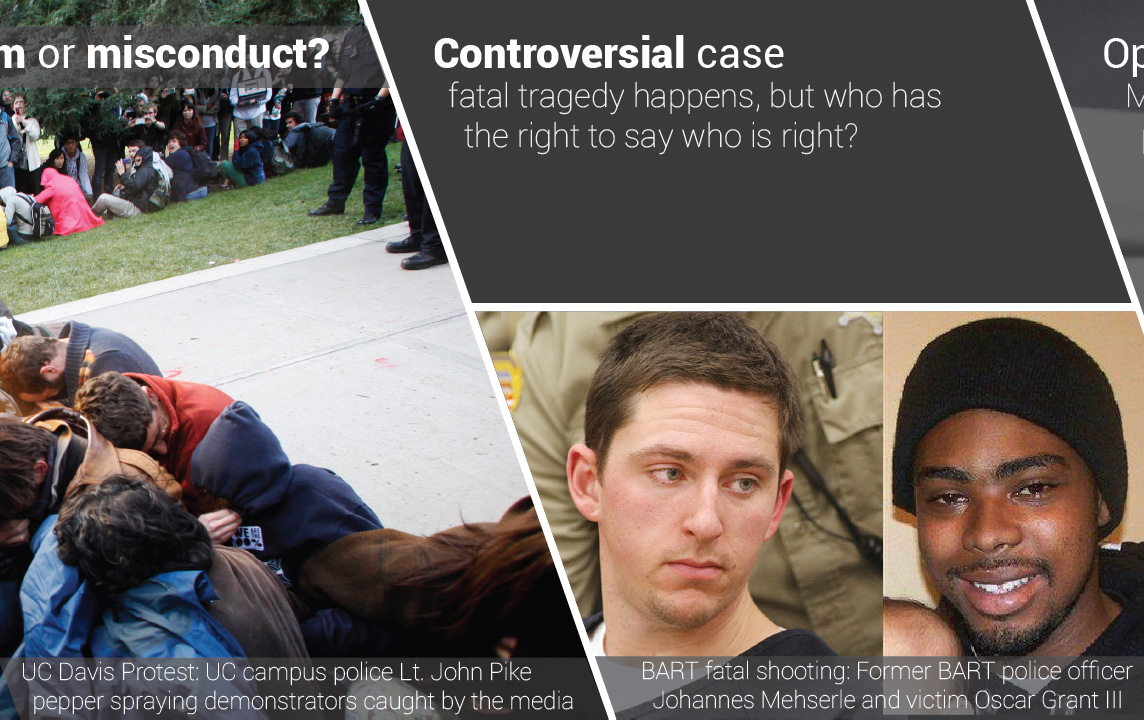 m or misconduct?
UC Davis Protest: UC campus police Lt. John Pike
pepper spraying demonstrators caught by the media
Controversial case
fatal tragedy happens, but who has
the right to say who is right?
BART fatal shooting: Former BART police officer
Johannes Mehserle and victim Oscar Grant III
Op
M